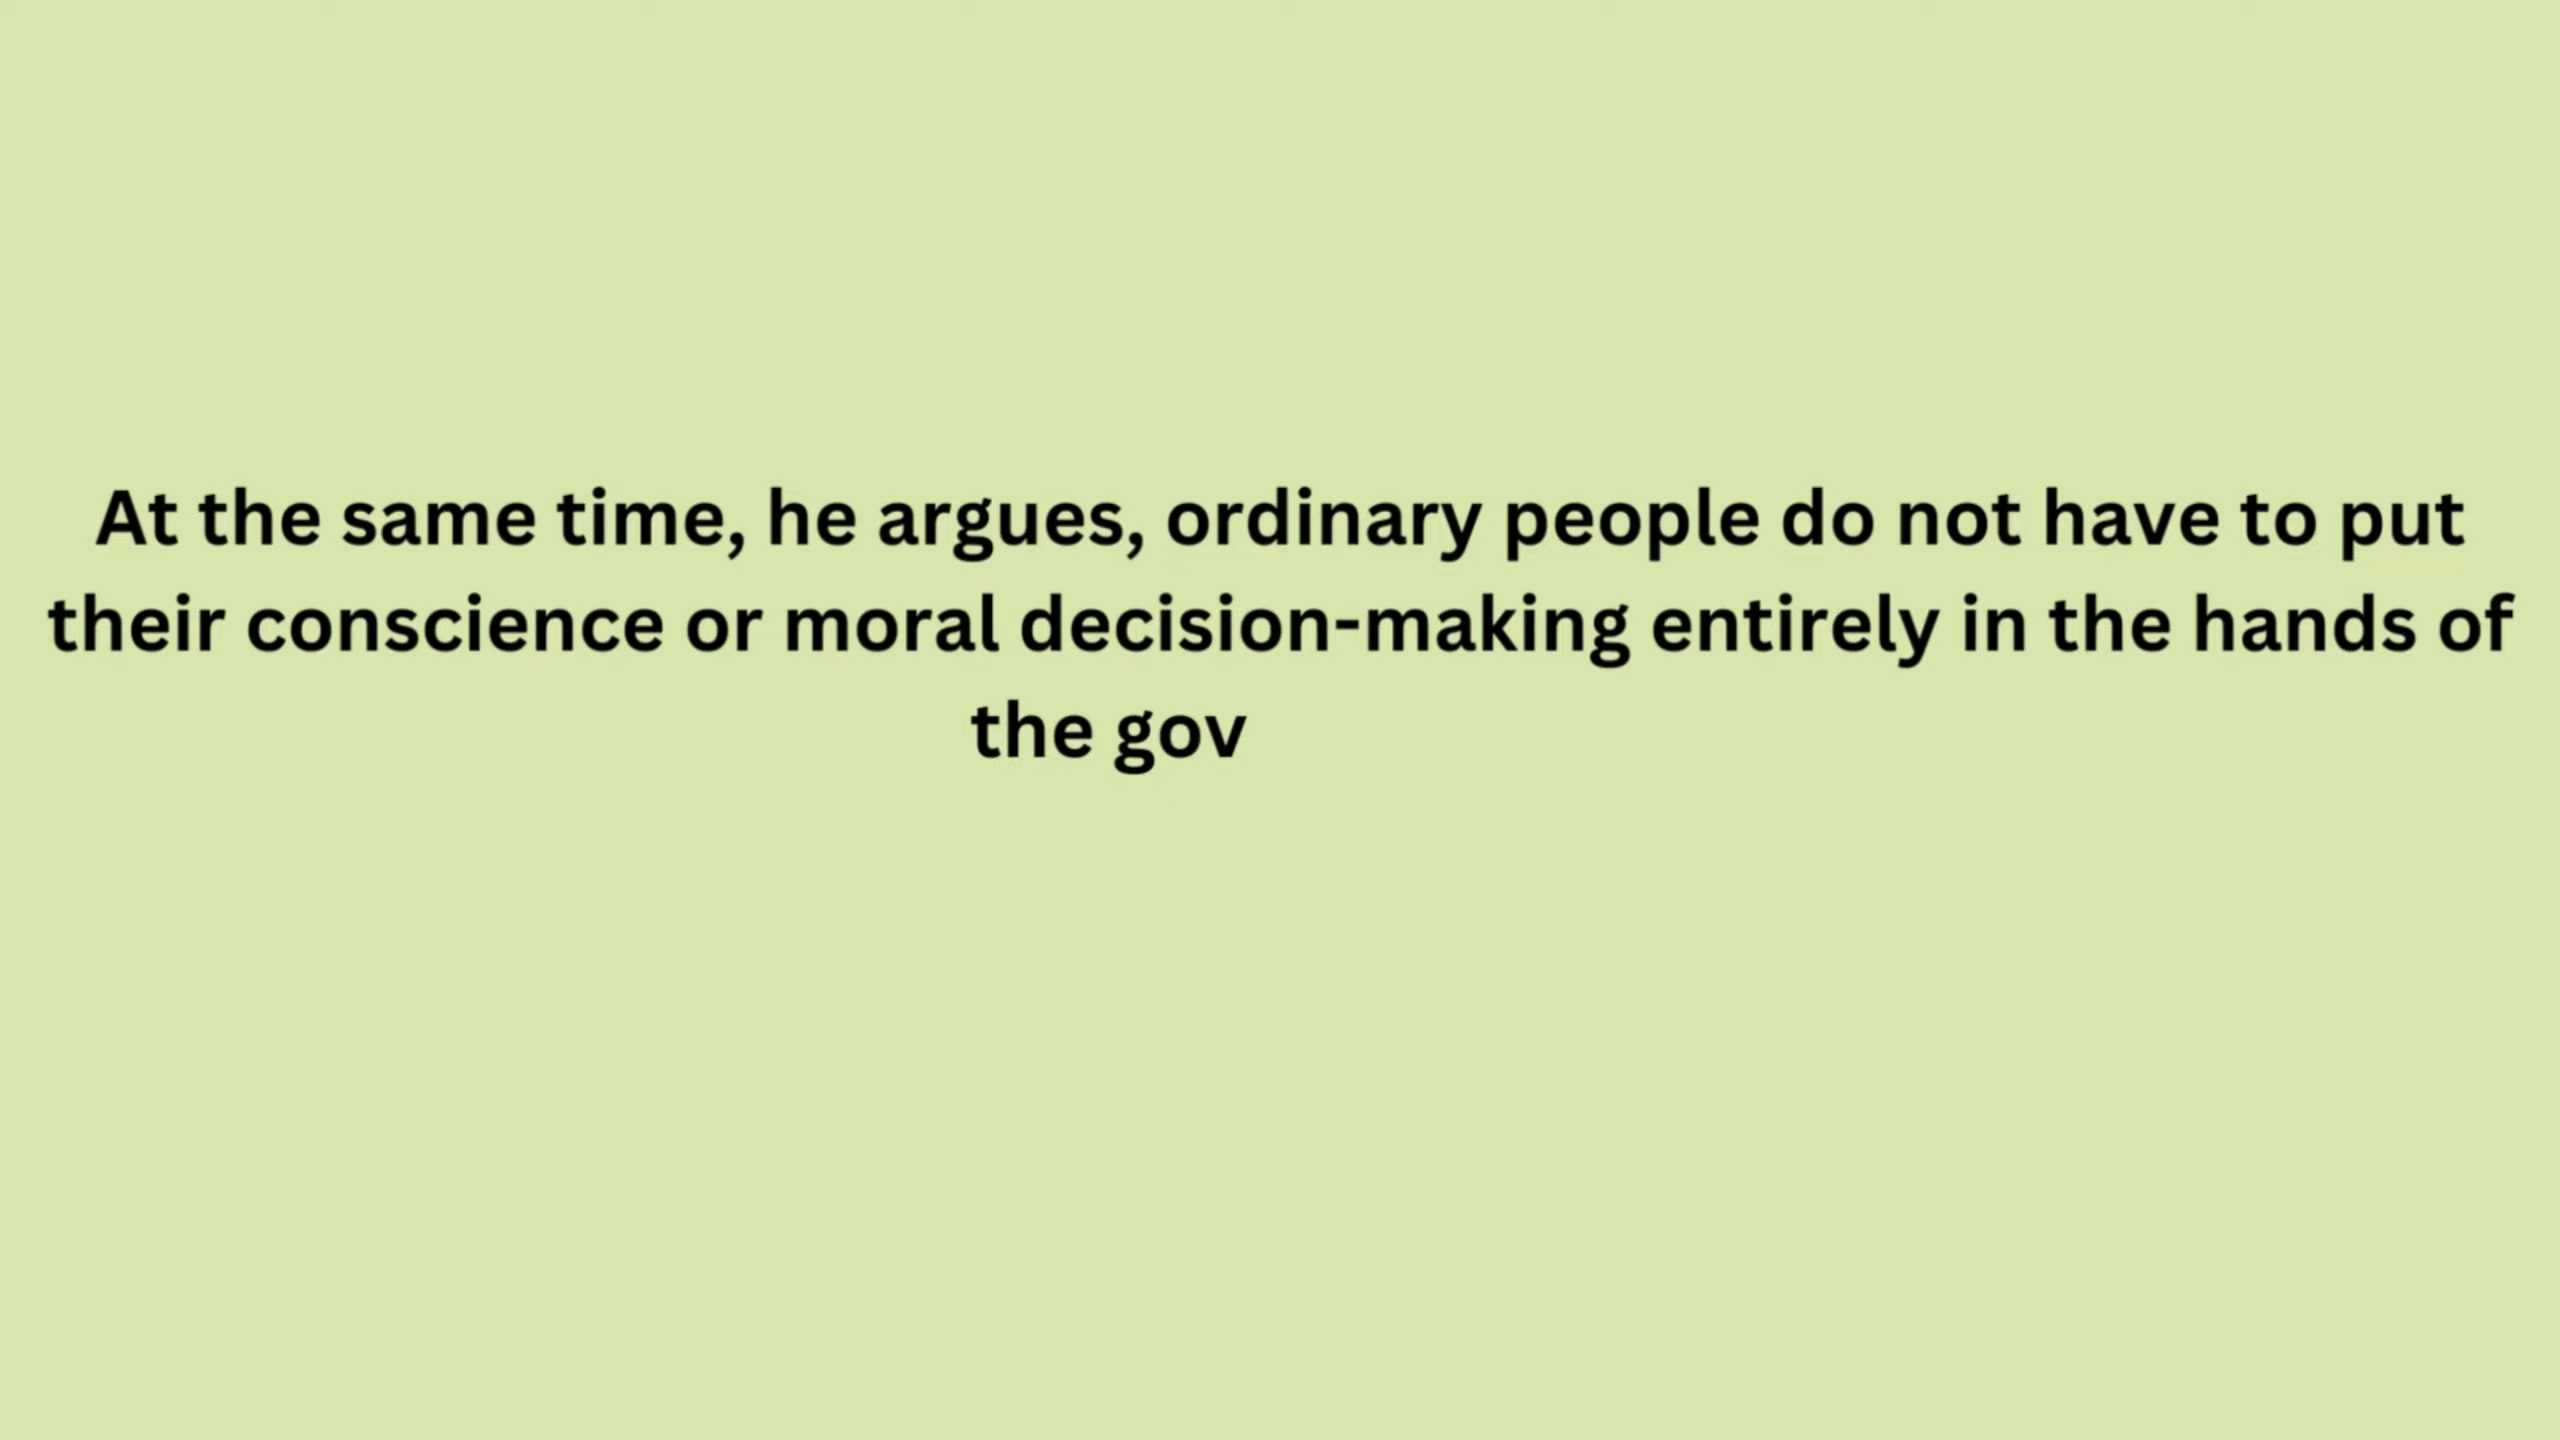 At the same time, he argues, ordinary people do not have to put
their conscience or moral decision-making entirely in the hands of
the gov